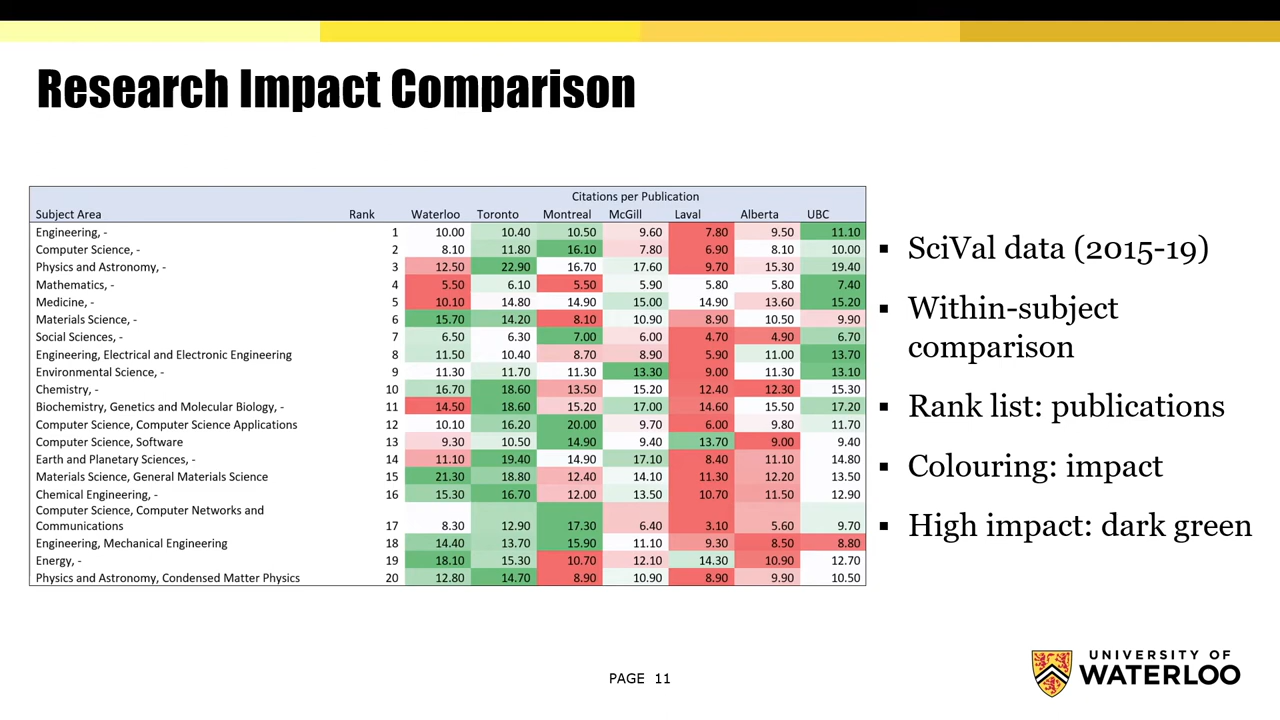 Research Impact Comparison
Citations per Publication
Subject Area Rank Waterloo Toronto Montreal McGill Laval Alberta UBC
Engineering, - 1 10.00 10.40 10.50 9.60 7.80 9.50 11.10
Computer Science, - 2 8.10 11.80 16.10 7.80 6.90 8.10 10.00
Physics and Astronomy, - 3 12.50 22.90 16.70 17.60 9.70 15.30 19.40
Mathematics, - 4 5.50 6.10 5.50 5.90 5.80 5.80 7.40
Medicine, - 5 10.10 14.80 14.90 15.00 14.90 13.60 15.20
Materials Science, - 6 15.70 14.20 8.10 10.90 8.90 10.50 9.90
Social Sciences, - 7 6.50 6.30 7.00 6.00 4.70 4.90 6.70
Engineering, Electrical and Electronic Engineering 8 11.50 10.40 8.70 8.90 5.90 11.00 13.70
Environmental Science, - 9 11.30 11.70 11.30 13.30 9.00 11.30 13.10
Chemistry, - 10 16.70 18.60 13.50 15.20 12.40 12.30 15.30
Biochemistry, Genetics and Molecular Biology, - 11 14.50 18.60 15.20 17.00 14.60 15.50 17.20
Computer Science, Computer Science Applications 12 10.10 16.20 20.00 9.70 6.00 9.80 11.70
Computer Science, Software 13 9.30 10.50 14.90 9.40 13.70 9.00 9.40
Earth and Planetary Sciences, - 14 11.10 19.40 14.90 17.10 8.40 11.10 14.80
Materials Science, General Materials Science 15 21.30 18.80 12.40 14.10 11.30 12.20 13.50
Chemical Engineering, - 16 15.30 16.70 12.00 13.50 10.70 11.50 12.90
Computer Science, Computer Networks and
Communications 17 8.30 12.90 17.30 6.40 3.10 5.60 9.70
Engineering, Mechanical Engineering 18 14.40 13.70 15.90 11.10 9.30 8.50 8.80
Energy, - 19 18.10 15.30 10.70 12.10 14.30 10.90 12.70
Physics and Astronomy, Condensed Matter Physics 20 12.80 14.70 8.90 10.90 8.90 9.90 10.50
▪ SciVal data (2015-19)
▪ Within-subject
comparison
▪ Rank list: publications
▪ Colouring: impact
▪ High impact: dark green
PAGE 11
UNIVERSITY OF
WATERLOO